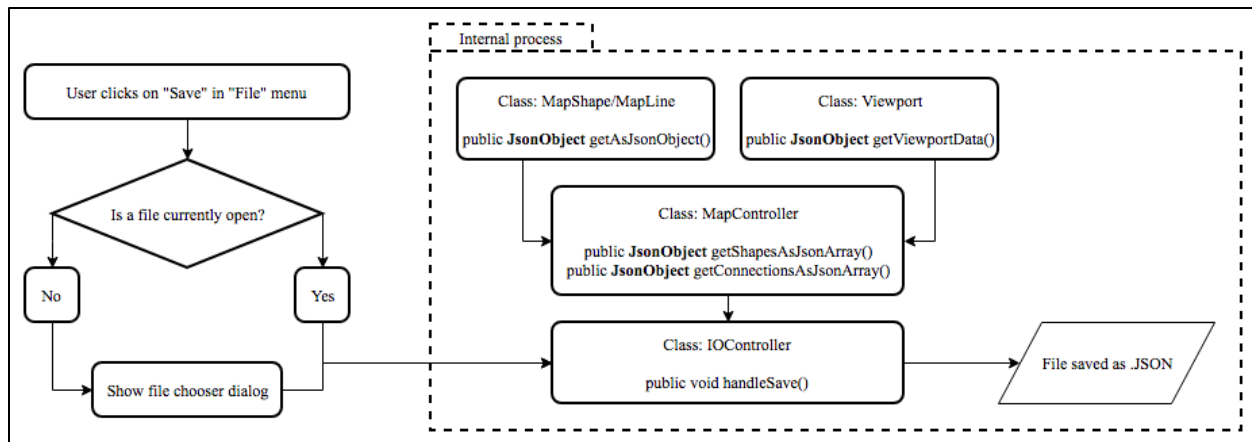 User clicks on "Save" in "File" menu
Is a file currently open?
No
Yes
Show file chooser dialog
Internal process
Class: MapShape/MapLine
public JsonObject getAsJsonObject()
Class: Viewport
public JsonObject getViewportData()
Class: MapController
public JsonObject getShapesAsJsonArray()
public JsonObject getConnectionsAsJsonArray()
Class: IOController
public void handleSave()
File saved as .JSON